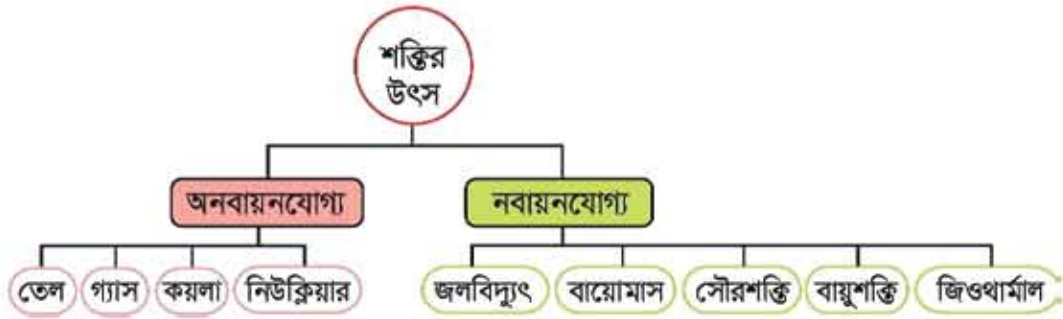 শক্তির
উৎস
অনবায়নযোগ্য
নবায়নযোগ্য
তেল
গ্যাস
কয়লা
নিউক্লিয়ার
জলবিদ্যুৎ
বায়োমাস
সৌরশক্তি
বায়ুশক্তি
জিওথার্মাল